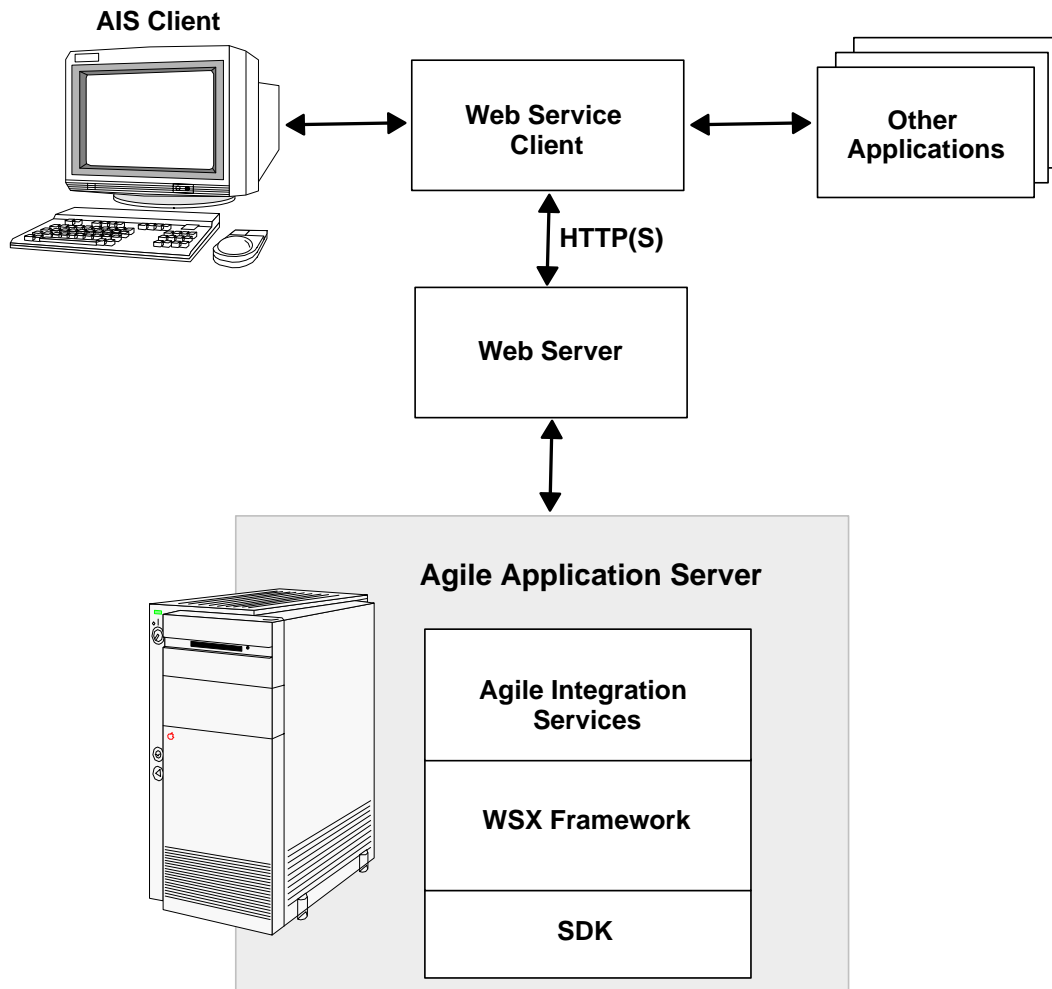 AIS Client
Web Service
Client
Other
Applications
HTTP(S)
Web Server
Agile Application Server
Agile Integration
Services
WSX Framework
SDK